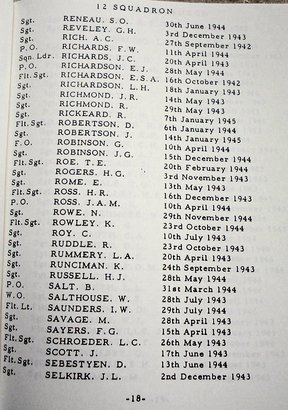 12 SQUADRON
Sgt. RENEAU, S.O. 30th June 1944
Sgt. REVELEY, G.H. 3rd December 1943
Sgt. RICH, A.C. 27th September 1942
P.O. RICHARDS, F.W. 11th April 1944
Sqn. Ldr. RICHARDS, J.C. 20th April 1943
P.O. RICHARDSON, E.J. 28th May 1944
Flt.Sgt. RICHARDSON, E.S.A. 16th October 1942
Sgt. RICHARDSON, L.H. 18th January 1943
Sgt. RICHMOND, J.R. 14th May 1943
Sgt. RICHMOND, R. 29th May 1943
Sgt. RICKEARD, R. 7th January 1945
Flt.Sgt. ROBERTSON, D. 6th January 1944
Sgt. ROBERTSON, J. 14th January 1945
F.O. ROBINSON, G. 10th April 1944
Sgt. ROBINSON, J.G. 15th December 1944
Flt.Sgt. ROE, T.E. 20th February 1944
Sgt. ROGERS, H.G. 3rd November 1943
Sgt. ROME, E. 13th May 1943
Flt.Sgt. ROSS, H.R. 16th December 1943
P.O. ROSS, J.A.M. 10th April 1944
Sgt. ROWE, N. 29th November 1944
Flt.Sgt. ROWLEY, K. 23rd October 1944
Sgt. ROY, C. 10th July 1943
Sgt. RUDDLE, R. 23rd October 1943
Sgt. RUMMERY, L.A. 20th April 1943
Sgt. RUNCIMAN, K. 24th September 1943
Sgt. RUSSELL, H.J. 28th May 1944
P.O. SALT, B. 31st March 1944
W.O. SALTHOUSE, W. 28th July 1943
Flt. Lt. SAUNDERS, I.W. 29th July 1944
Sgt. SAVAGE, M. 28th April 1943
Sgt. SAYERS, F.G. 15th April 1943
Flt.Sgt. SCHROEDER, L.C. 26th May 1943
Sgt. SCOTT, J. 17th June 1943
Flt.Sgt. SEBESTYEN, D. 13th June 1944
Sgt. SELKIRK, J.L. 2nd December 1943
-18-